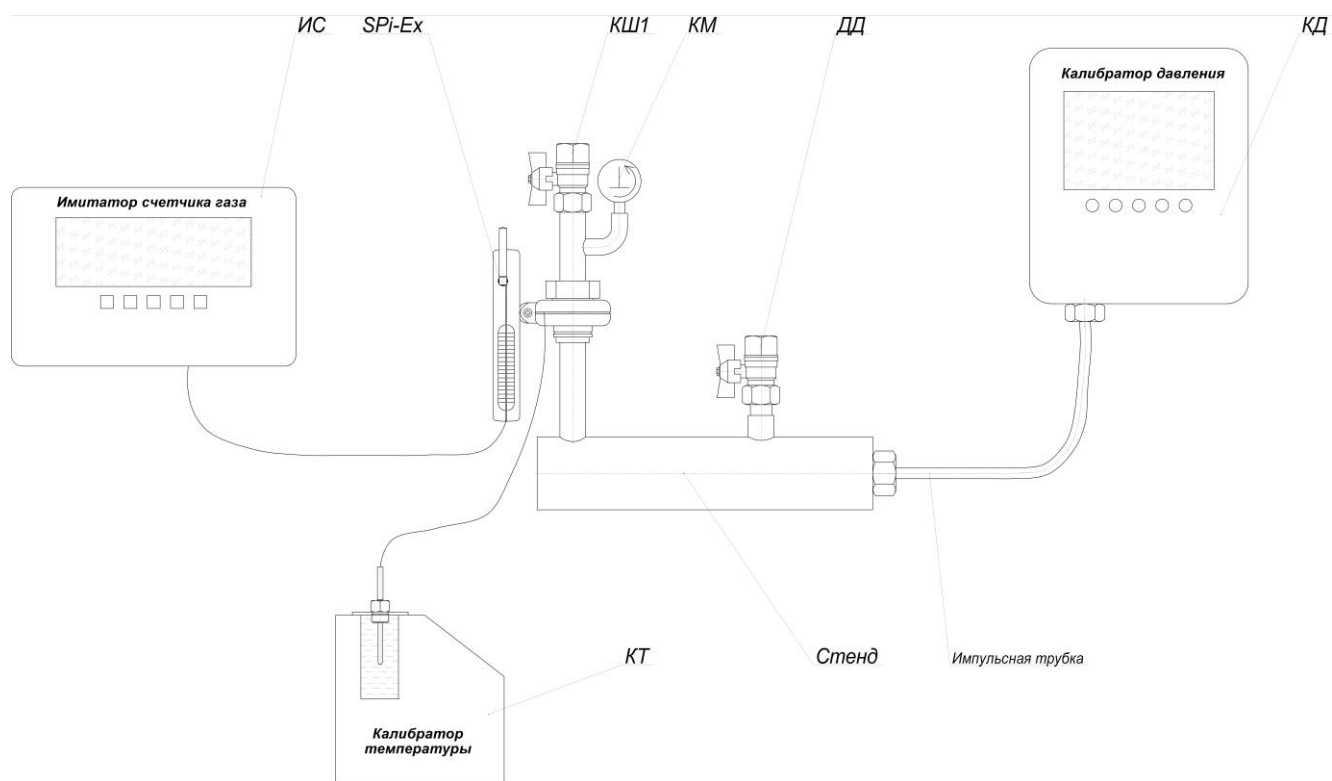 ИС SPi-Ex КШ1 КМ ДД КД
Калибратор давления
Имитатор счетчика газа
КТ Стенд Импульсная трубка
Калибратор
температуры